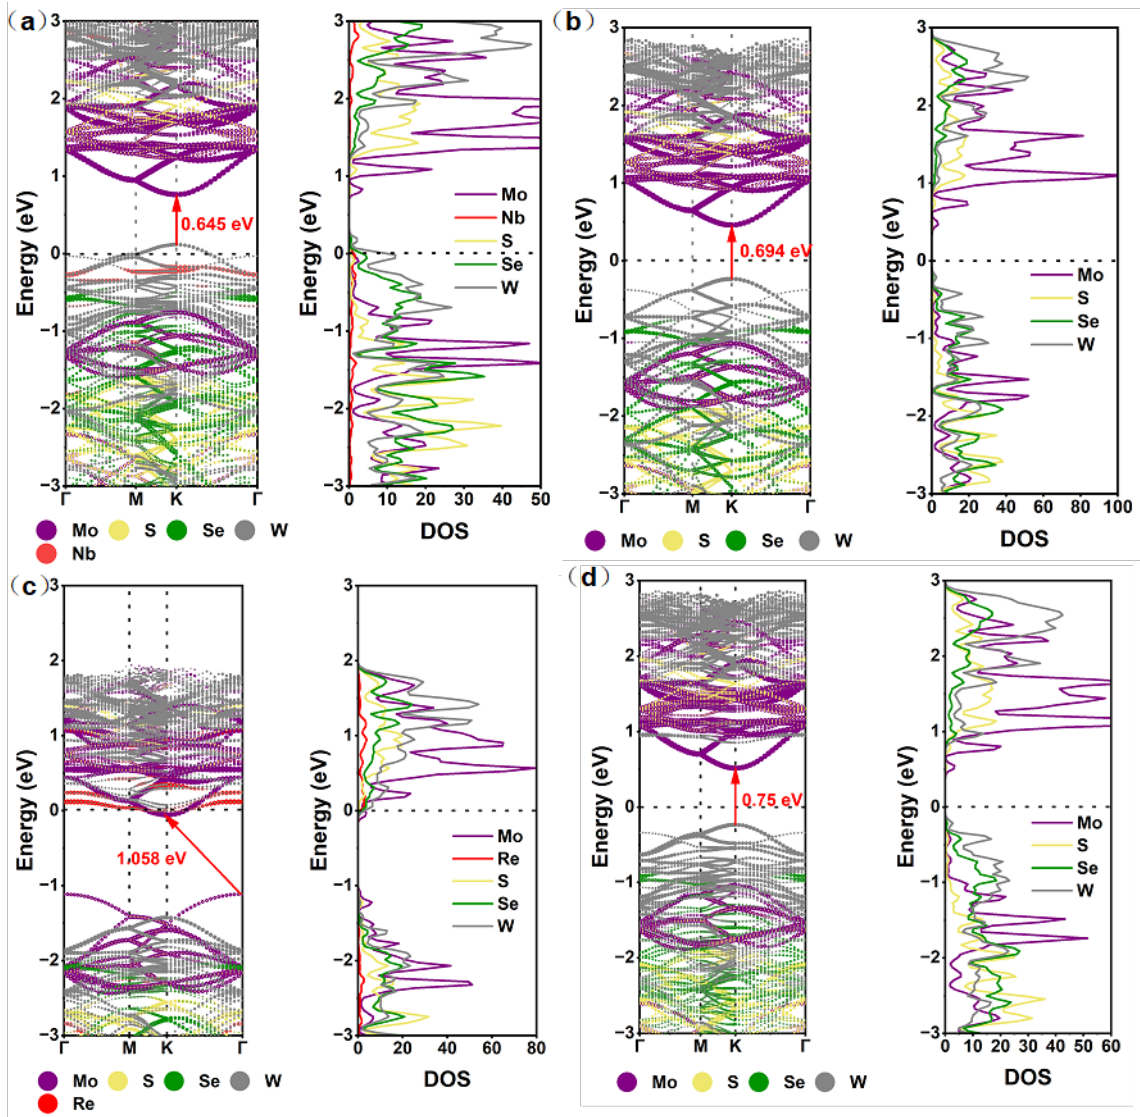 (a)
Energy (eV)
3
2
1
0
−1
−2
−3
Γ M K Γ
0.645 eV
Mo S Se W
Nb
Energy (eV)
3
2
1
0
−1
−2
−3
0 10 20 30 40 50
DOS
Mo
Nb
S
Se
W
(b)
Energy (eV)
3
2
1
0
−1
−2
−3
Γ M K Γ
0.694 eV
Mo S Se W
Energy (eV)
3
2
1
0
−1
−2
−3
0 20 40 60 80 100
DOS
Mo
S
Se
W
(c)
Energy (eV)
3
2
1
0
−1
−2
−3
Γ M K Γ
1.058 eV
Mo S Se W
Re
Energy (eV)
3
2
1
0
−1
−2
−3
0 20 40 60 80
DOS
Mo
Re
S
Se
W
(d)
Energy (eV)
3
2
1
0
−1
−2
−3
Γ M K Γ
0.75 eV
Mo S Se W
Energy (eV)
3
2
1
0
−1
−2
−3
0 10 20 30 40 50 60
DOS
Mo
S
Se
W